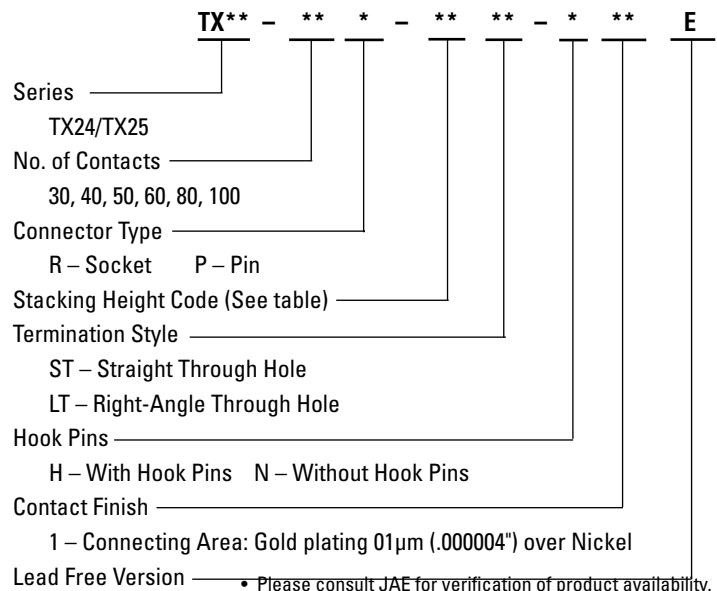 TX** – ** * – ** ** – * ** E
Series
TX24/TX25
No. of Contacts
30, 40, 50, 60, 80, 100
Connector Type
R – Socket P – Pin
Stacking Height Code (See table)
Termination Style
ST – Straight Through Hole
LT – Right-Angle Through Hole
Hook Pins
H – With Hook Pins N – Without Hook Pins
Contact Finish
1 – Connecting Area: Gold plating 01µm (.000004") over Nickel
Lead Free Version
• Please consult JAE for verification of product availability.